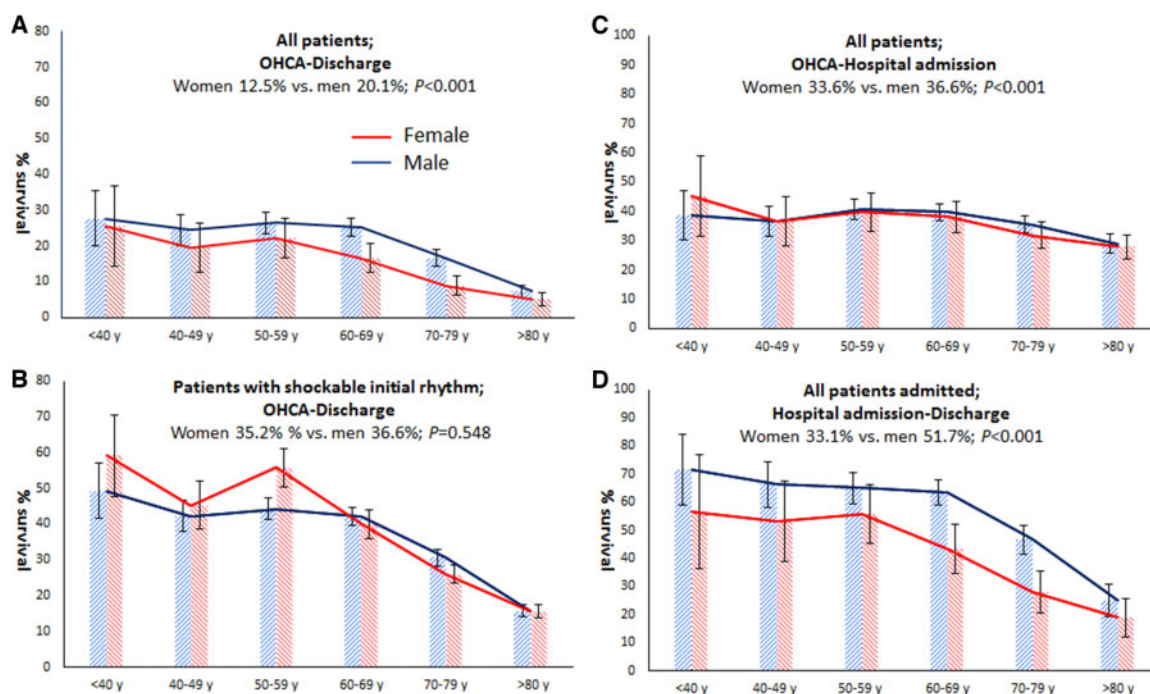 A
All patients;
OHCA-Discharge
Women 12.5% vs. men 20.1%; P<0.001
Female
Male
% survival
80
70
60
50
40
30
20
10
0
<40 y 40-49 y 50-59 y 60-69 y 70-79 y >80 y
B
Patients with shockable initial rhythm;
OHCA-Discharge
Women 35.2% % vs. men 36.6%; P=0.548
% survival
80
70
60
50
40
30
20
10
0
<40 y 40-49 y 50-59 y 60-69 y 70-79 y >80 y
C
All patients;
OHCA-Hospital admission
Women 33.6% vs. men 36.6%; P<0.001
% survival
100
90
80
70
60
50
40
30
20
10
0
<40 y 40-49 y 50-59 y 60-69 y 70-79 y >80 y
D
All patients admitted;
Hospital admission-Discharge
Women 33.1% vs. men 51.7%; P<0.001
% survival
100
90
80
70
60
50
40
30
20
10
0
<40 y 40-49 y 50-59 y 60-69 y 70-79 y >80 y